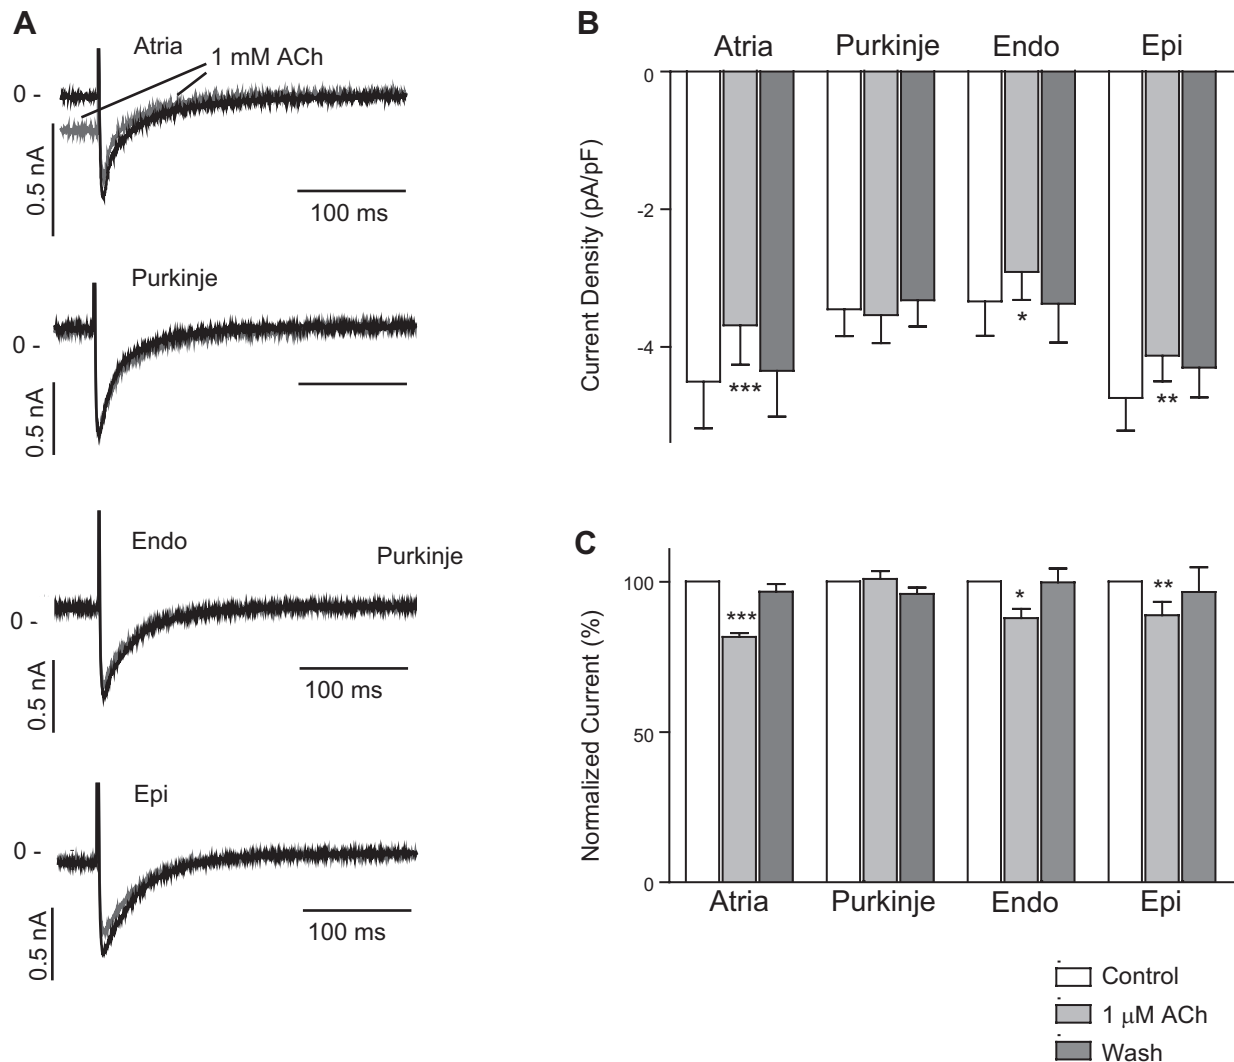 A
Atria
1 mM ACh
0 -
0.5 nA
100 ms
Purkinje
0 -
0.5 nA
Endo
Purkinje
0 -
0.5 nA
100 ms
Epi
0 -
0.5 nA
100 ms
B
Atria Purkinje Endo Epi
0
-2
-4
Current Density (pA/pF)
***
*
**
C
100
50
0
Normalized Current (%)
***
*
**
Atria Purkinje Endo Epi
Control
1 μM ACh
Wash